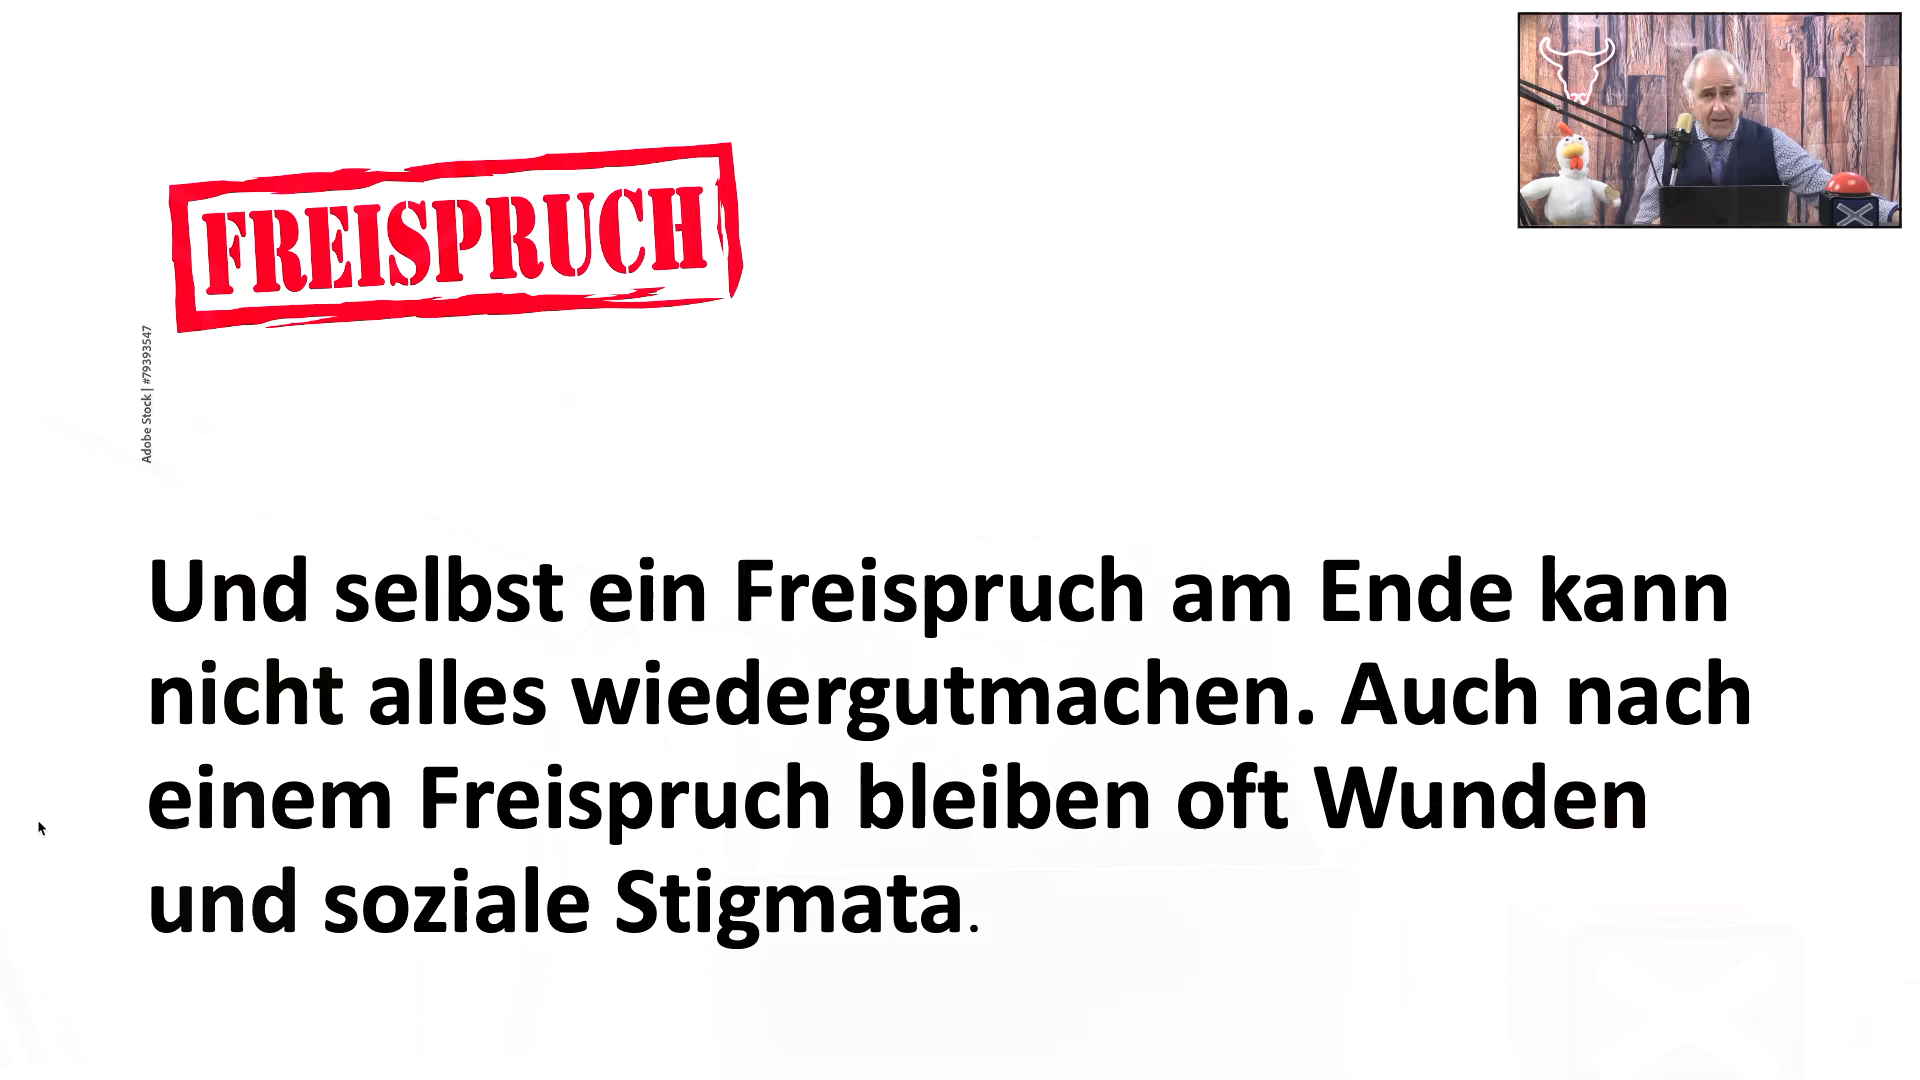 FREISPRUCH
Adobe Stock | #79393547
Und selbst ein Freispruch am Ende kann
nicht alles wiedergutmachen. Auch nach
einem Freispruch bleiben oft Wunden
und soziale Stigmata.